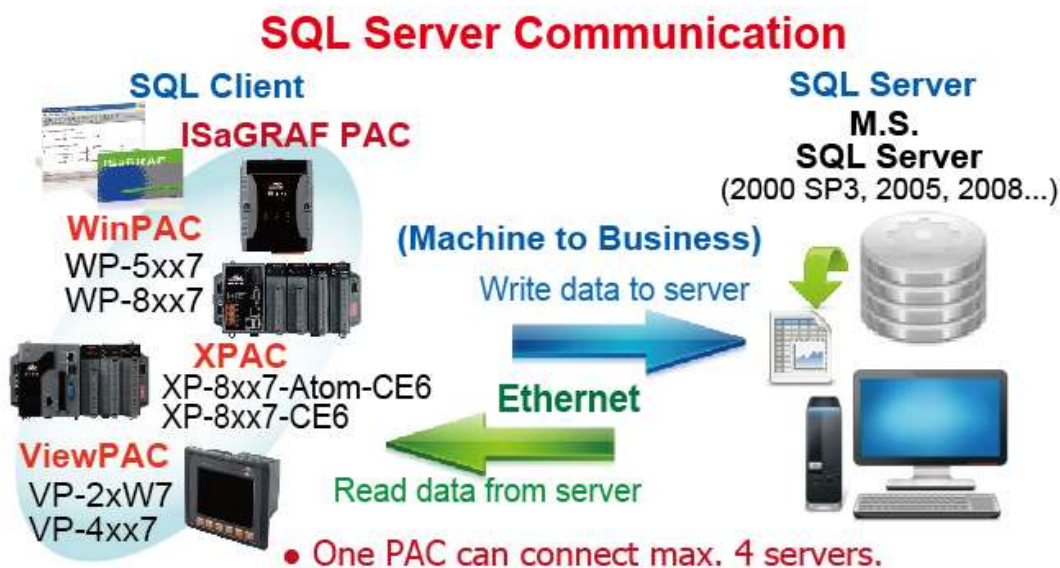 SQL Server Communication
SQL Client
ISaGRAF PAC
ISaGRAF
WinPAC
WP-5xx7
WP-8xx7
XPAC
XP-8xx7-Atom-CE6
XP-8xx7-CE6
ViewPAC
VP-2xW7
VP-4xx7
(Machine to Business)
Write data to server
Ethernet
Read data from server
SQL Server
M.S.
SQL Server
(2000 SP3, 2005, 2008...)
• One PAC can connect max. 4 servers.